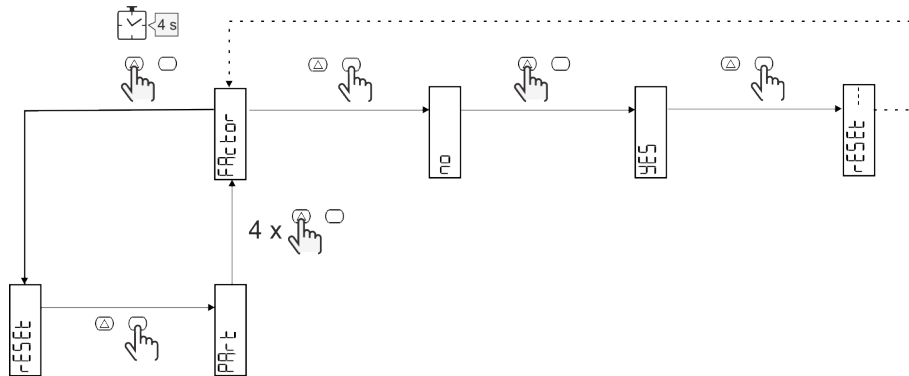 4 s
FActor
no
YES
rESEt --
4 x
rESEt
PArt